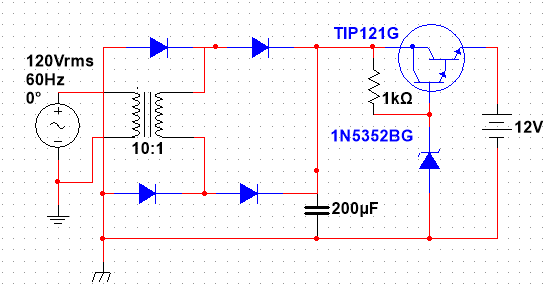 TIP121G
120Vrms
60Hz
0°
1kΩ
1N5352BG
12V
10:1
200µF